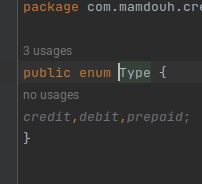 package com.mamdouh.cre
3 usages
public enum Type {
no usages
credit,debit,prepaid;
}